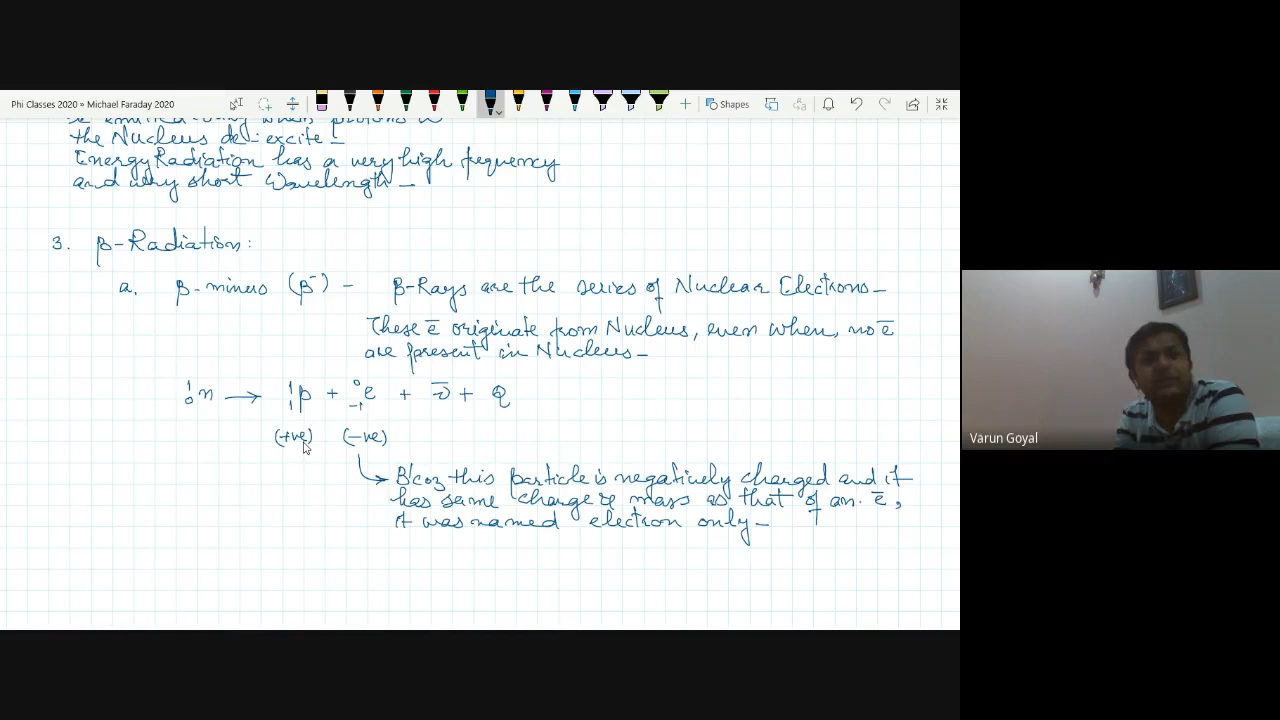 Phi Classes 2020 » Michael Faraday 2020
Shapes
the Nucleus de-excite.
Energy Radiation has a very high frequency
and very short Wavelength.
3. β-Radiation:
a. β-minus (β⁻) - β-Rays are the series of Nuclear Electrons.
These e⁻ originate from Nucleus, even when, no e⁻
are present in Nucleus.
¹₀n → ¹₁p + ⁰₋₁e + ν̄ + Q
(+ve) (-ve)
B'coz this particle is negatively charged and it
has same charge & mass as that of an e⁻,
it was named electron only.
Varun Goyal